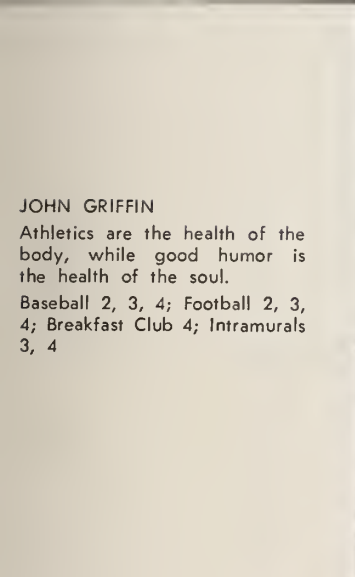 JOHN GRIFFIN
Athletics are the health of the
body, while good humor is
the health of the soul.
Baseball 2, 3, 4; Football 2, 3,
4; Breakfast Club 4; Intramurals
3, 4